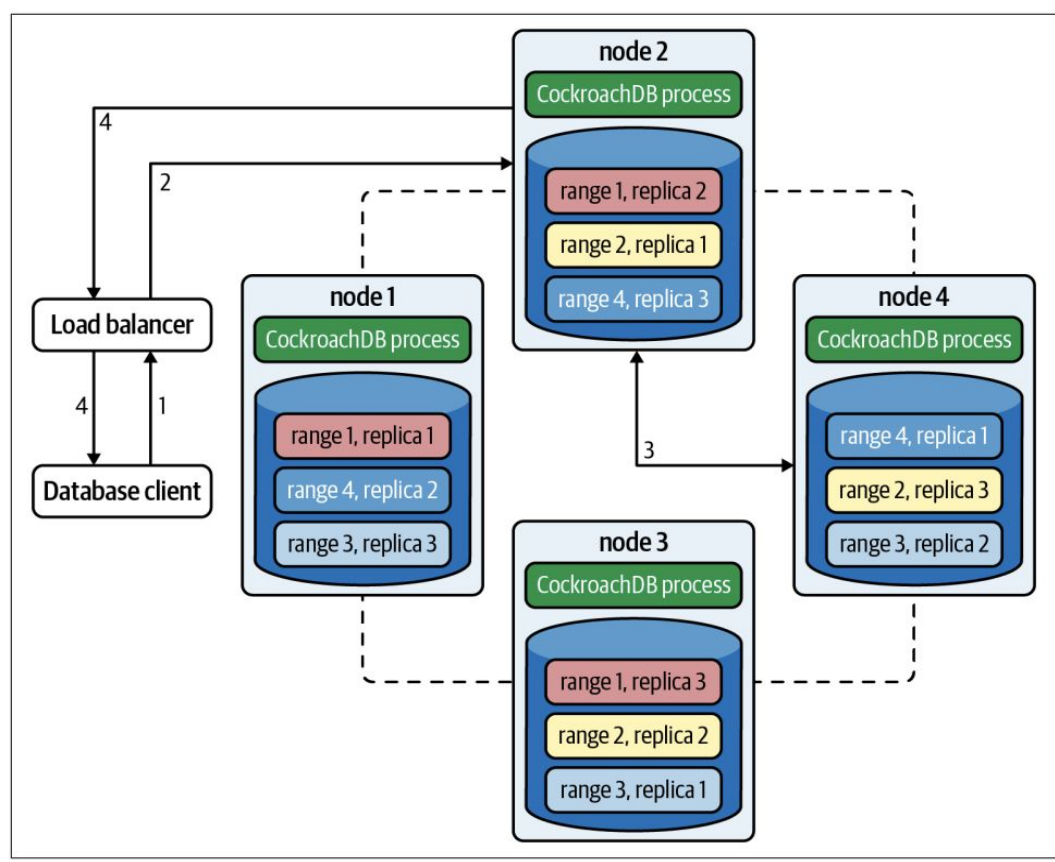 node 2
CockroachDB process
range 1, replica 2
range 2, replica 1
range 4, replica 3
4
2
Load balancer
4
1
Database client
node 1
CockroachDB process
range 1, replica 1
range 4, replica 2
range 3, replica 3
3
node 4
CockroachDB process
range 4, replica 1
range 2, replica 3
range 3, replica 2
node 3
CockroachDB process
range 1, replica 3
range 2, replica 2
range 3, replica 1